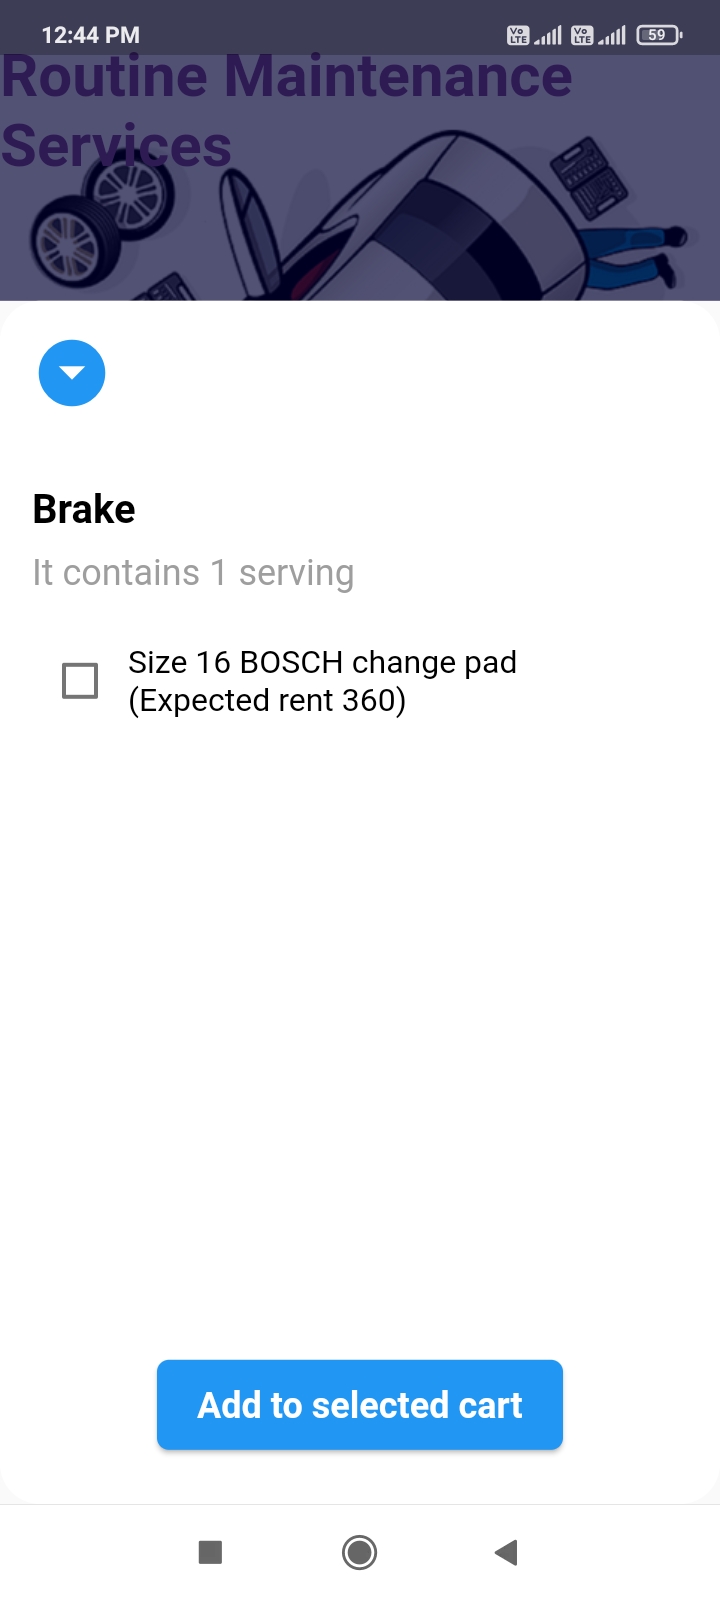 12:44 PM
Vo LTE Vo LTE 59
Routine Maintenance
Services
Brake
It contains 1 serving
Size 16 BOSCH change pad
(Expected rent 360)
Add to selected cart